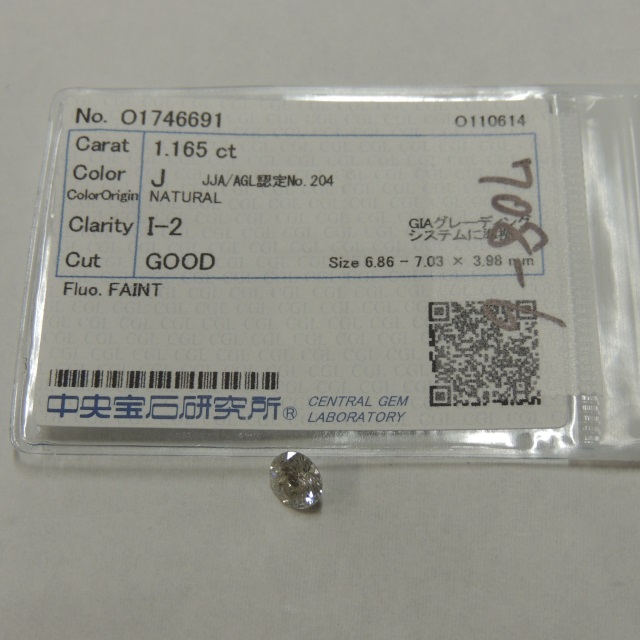 No. O1746691 O110614
Carat 1.165 ct
Color J JJA/AGL認定No.204
ColorOrigin NATURAL
Clarity I-2 GIAグレーディング
システムに
Cut GOOD Size 6.86 - 7.03 × 3.98 mm
Fluo. FAINT
中央宝石研究所® CENTRAL GEM
LABORATORY